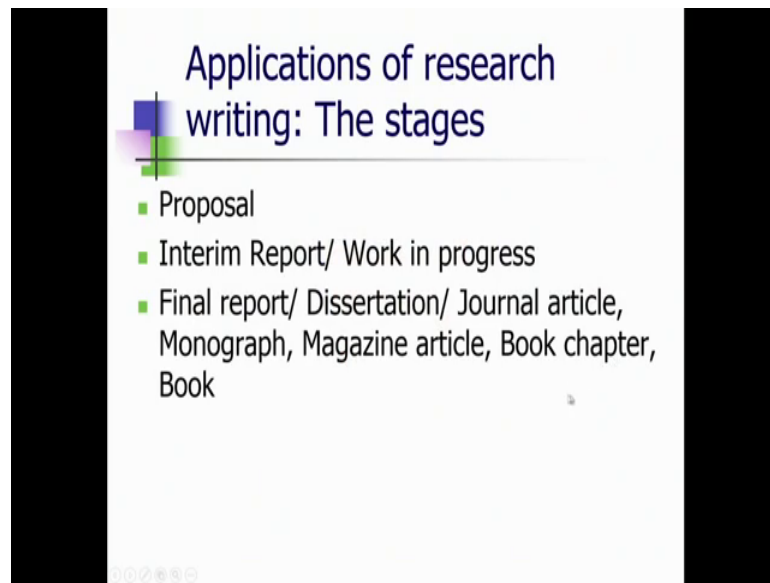 Applications of research
writing: The stages
Proposal
Interim Report/ Work in progress
Final report/ Dissertation/ Journal article,
Monograph, Magazine article, Book chapter,
Book